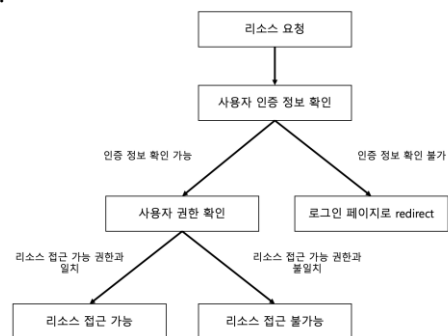 리소스 요청
사용자 인증 정보 확인
인증 정보 확인 가능
인증 정보 확인 불가
사용자 권한 확인
로그인 페이지로 redirect
리소스 접근 가능 권한과
일치
리소스 접근 가능 권한과
불일치
리소스 접근 가능
리소스 접근 불가능